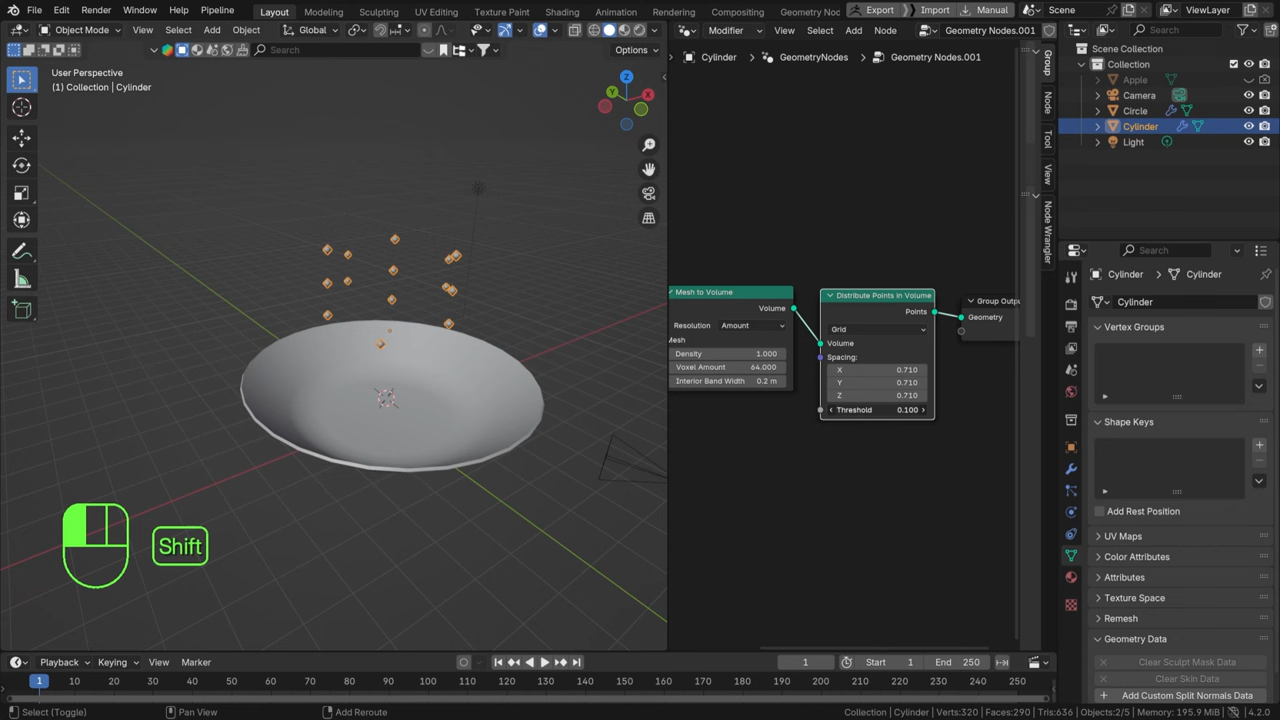 File Edit Render Window Help Pipeline Layout Modeling Sculpting UV Editing Texture Paint Shading Animation Rendering Compositing Geometry Noc Export Import Manual Scene ViewLayer
Object Mode View Select Add Object Global Modifier View Select Add Node Geometry Nodes.001 Search
Search Options
User Perspective
(1) Collection | Cylinder
Z
Y
X
Cylinder GeometryNodes Geometry Nodes.001
Group
Node
Tool
View
Node Wrangler
Mesh to Volume
Volume
Resolution Amount
Mesh
Density 1.000
Voxel Amount 64.000
Interior Band Width 0.2 m
Distribute Points in Volume
Points
Grid
Volume
Spacing:
X 0.710
Y 0.710
Z 0.710
Threshold 0.100
Group Outpu
Geometry
Scene Collection
Collection
Apple
Camera
Circle
Cylinder
Light
Search
Cylinder Cylinder
Cylinder
Vertex Groups
Shape Keys
Add Rest Position
UV Maps
Color Attributes
Attributes
Texture Space
Remesh
Geometry Data
Clear Sculpt Mask Data
Clear Skin Data
Add Custom Split Normals Data
Shift
Playback Keying View Marker 1 Start 1 End 250
1 10 20 30 40 50 60 70 80 90 100 110 120 130 140 150 160 170 180 190 200 210 220 230 240 250
Select (Toggle) Pan View Add Reroute Collection | Cylinder | Verts:320 | Faces:290 | Tris:636 | Objects:2/5 | Memory: 195.9 MiB | 4.2.0